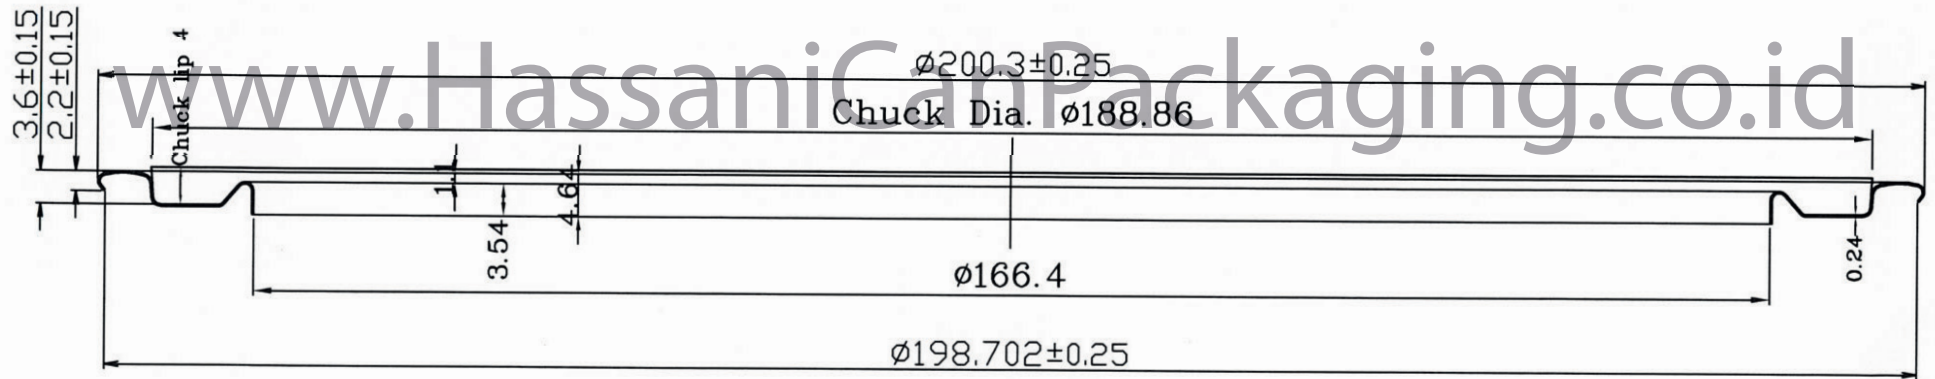 3.6±0.15
2.2±0.15
Chuck lip 4
www.HassaniCanPackaging.co.id
ø200.3±0.25
Chuck Dia. ø188.86
1.1
4.64
3.54
0.24
ø166.4
ø198.702±0.25